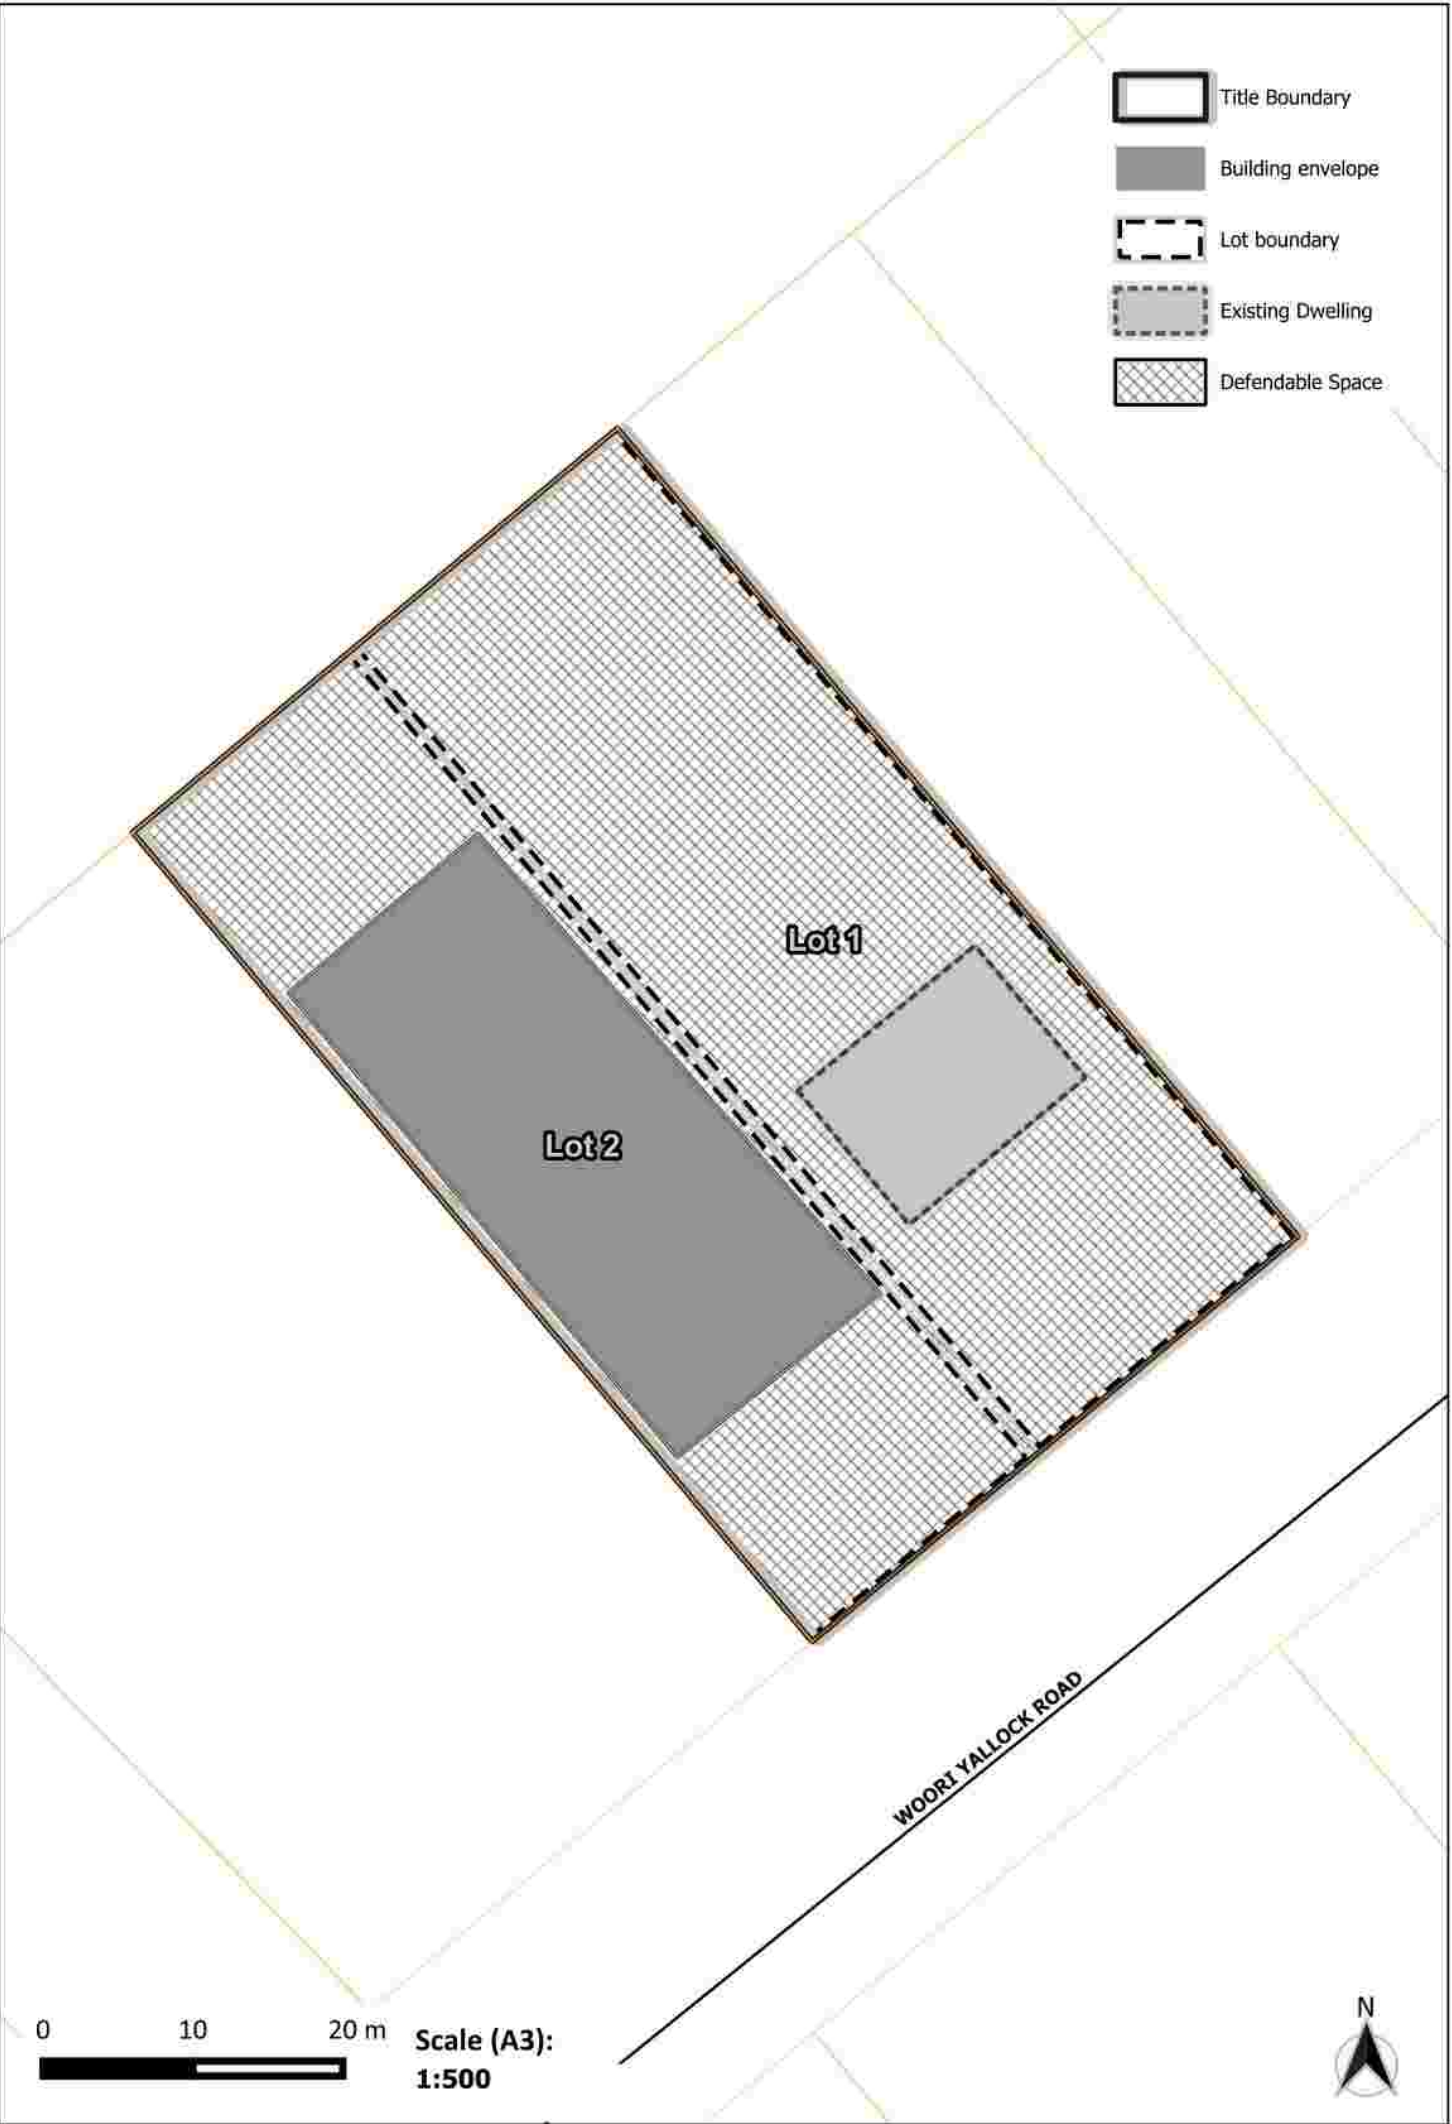 Title Boundary
Building envelope
Lot boundary
Existing Dwelling
Defendable Space
Lot 1
Lot 2
WOORI YALLOCK ROAD
0 10 20 m
Scale (A3):
1:500
N